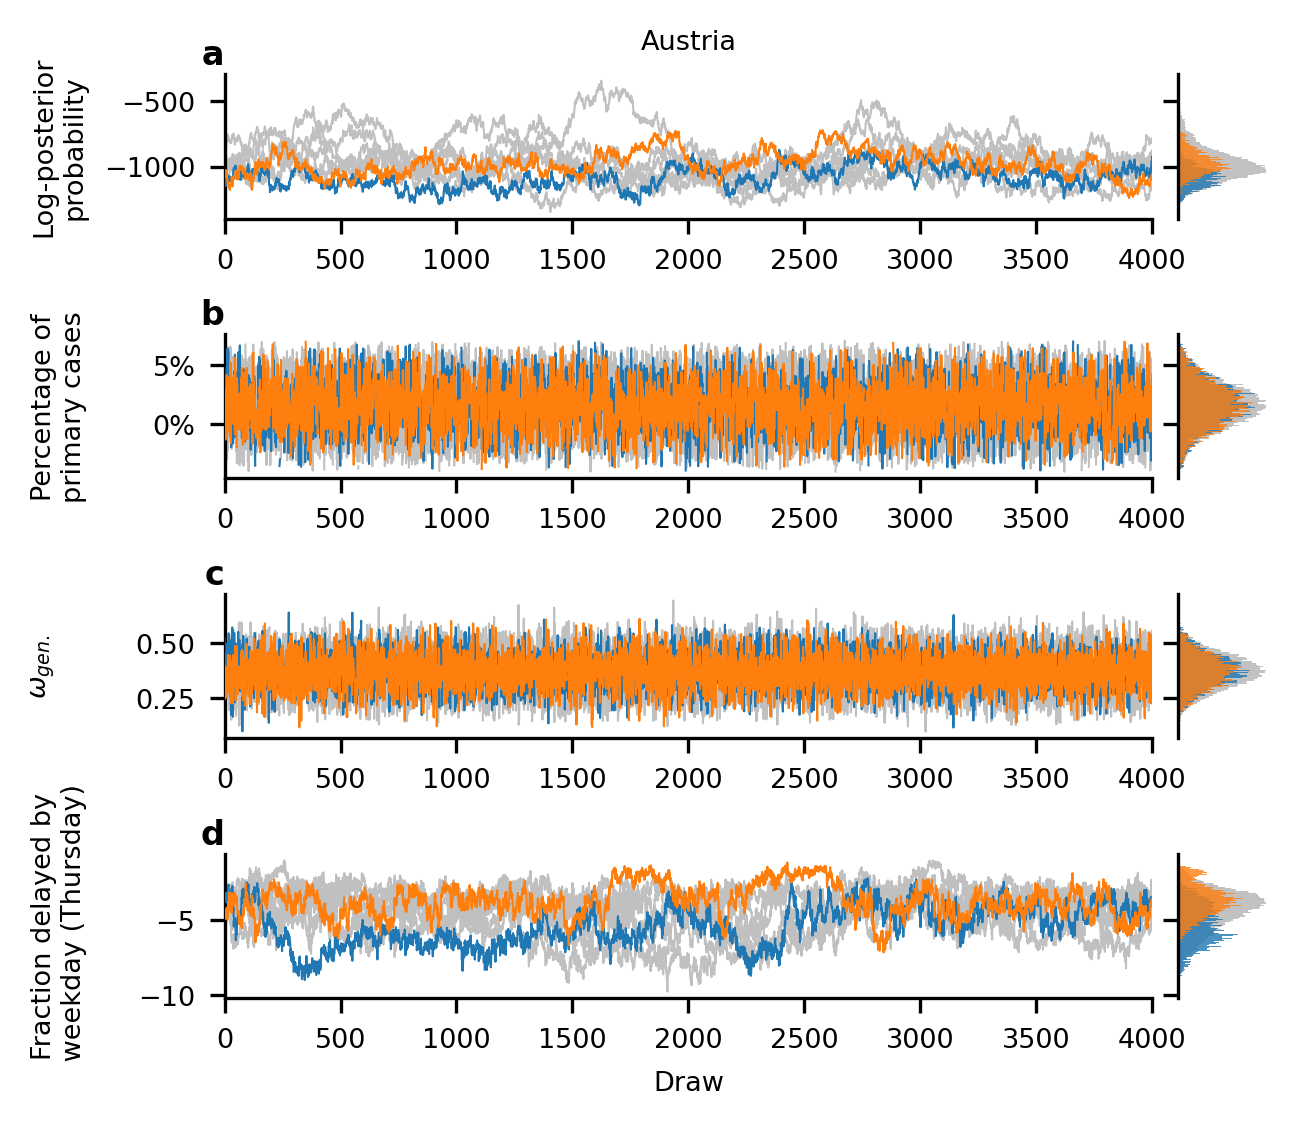 Austria
a
Log-posterior
probability
−500
−1000
0 500 1000 1500 2000 2500 3000 3500 4000
b
Percentage of
primary cases
5%
0%
0 500 1000 1500 2000 2500 3000 3500 4000
c
ω_gen.
0.50
0.25
0 500 1000 1500 2000 2500 3000 3500 4000
d
Fraction delayed by
weekday (Thursday)
−5
−10
0 500 1000 1500 2000 2500 3000 3500 4000
Draw